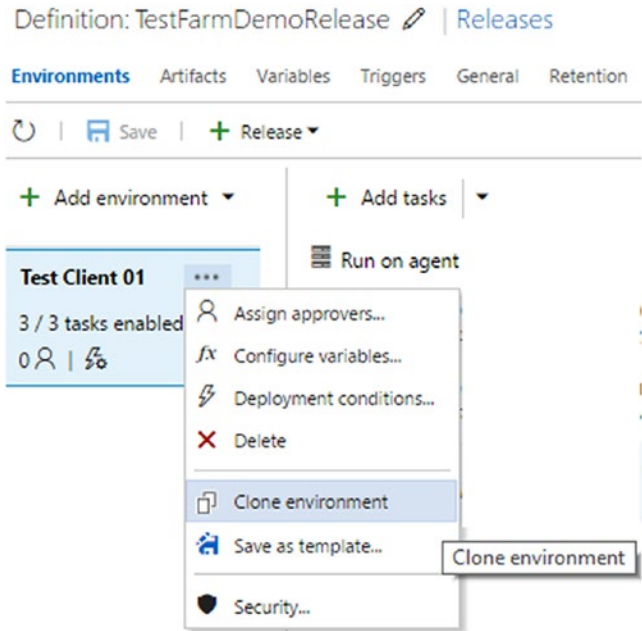 Definition: TestFarmDemoRelease | Releases
Environments Artifacts Variables Triggers General Retention
Save | + Release
+ Add environment + Add tasks
Run on agent
Test Client 01 ...
3 / 3 tasks enabled
0 |
Assign approvers...
fx Configure variables...
Deployment conditions...
Delete
Clone environment
Save as template...
Clone environment
Security...